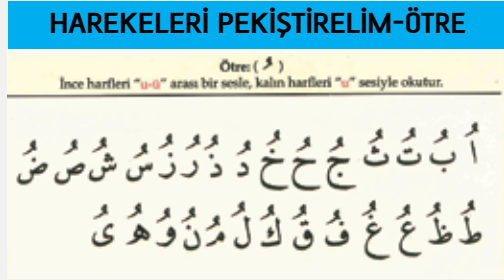 HAREKELERİ PEKİŞTİRELİM-ÖTRE
Ötre: ( ـُ )
İnce harfleri "u-ü" arası bir sesle, kalın harfleri "u" sesiyle okutur.
اُ بُ تُ ثُ جُ حُ خُ دُ ذُ رُ زُ سُ شُ صُ ضُ
طُ ظُ عُ غُ فُ قُ كُ لُ مُ نُ وُ هُ ىُ